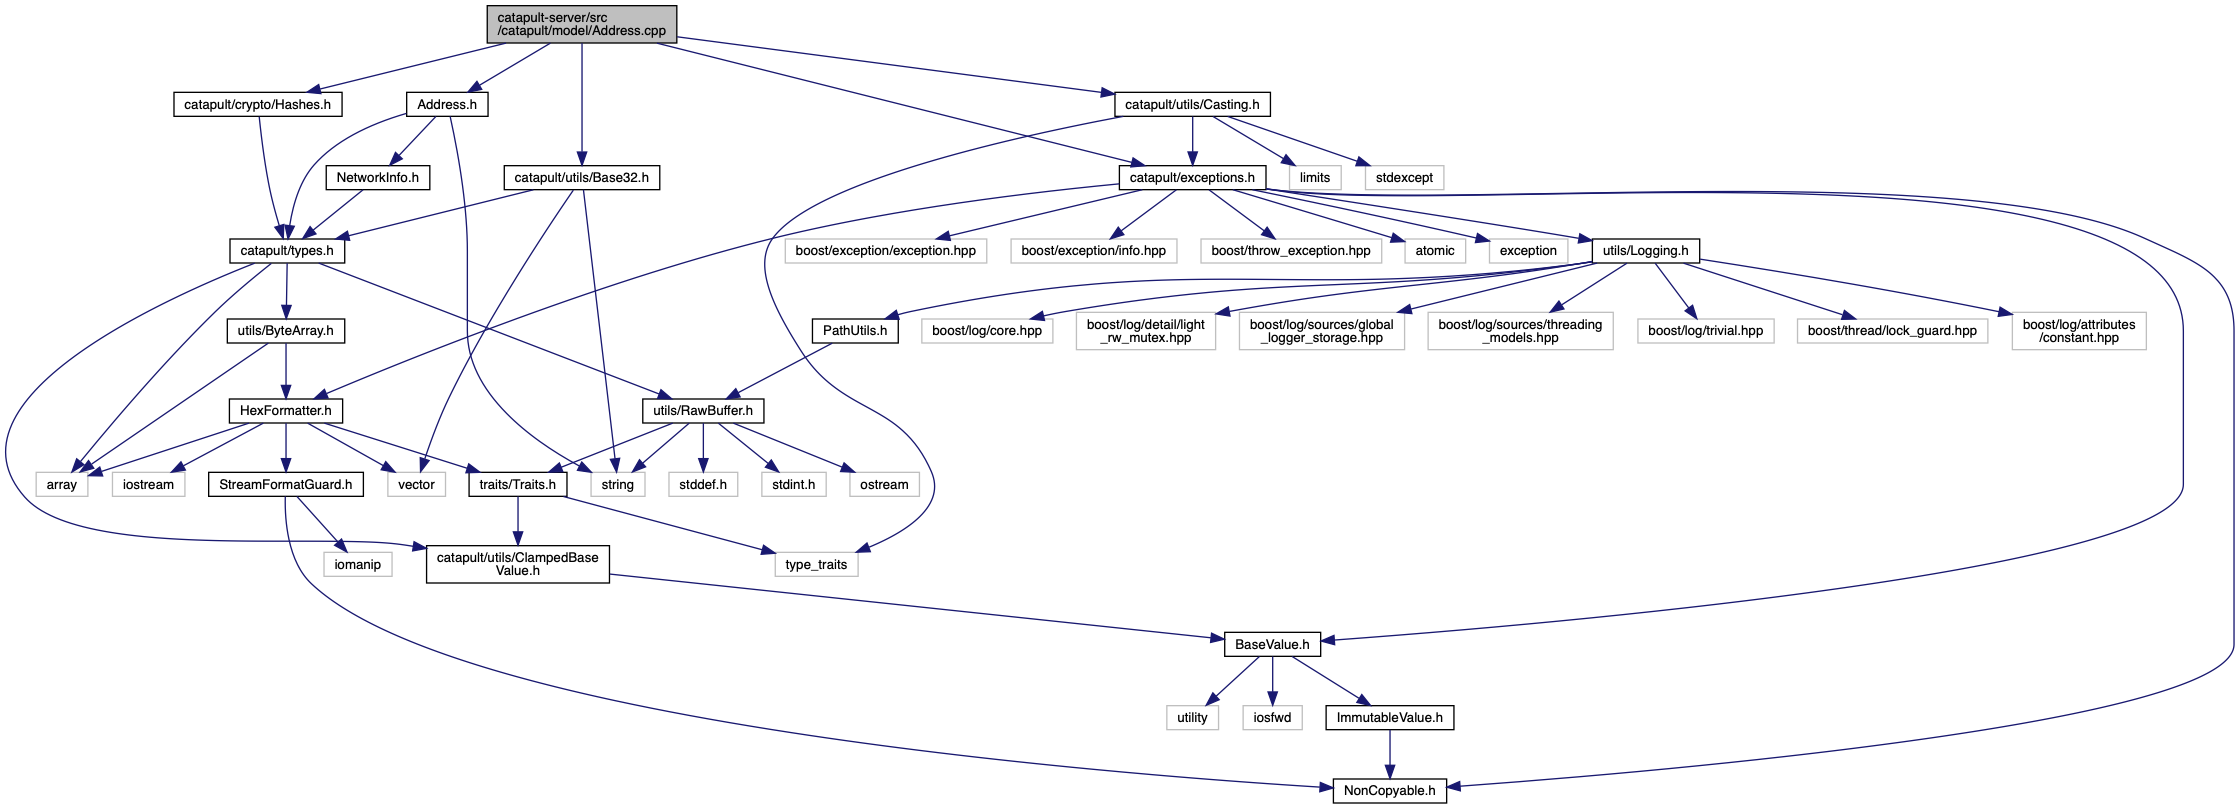 catapult-server/src
/catapult/model/Address.cpp
catapult/crypto/Hashes.h
Address.h
catapult/utils/Casting.h
NetworkInfo.h
catapult/utils/Base32.h
catapult/exceptions.h
limits
stdexcept
catapult/types.h
boost/exception/exception.hpp
boost/exception/info.hpp
boost/throw_exception.hpp
atomic
exception
utils/Logging.h
utils/ByteArray.h
PathUtils.h
boost/log/core.hpp
boost/log/detail/light
_rw_mutex.hpp
boost/log/sources/global
_logger_storage.hpp
boost/log/sources/threading
_models.hpp
boost/log/trivial.hpp
boost/thread/lock_guard.hpp
boost/log/attributes
/constant.hpp
HexFormatter.h
utils/RawBuffer.h
array
iostream
StreamFormatGuard.h
vector
traits/Traits.h
string
stddef.h
stdint.h
ostream
iomanip
catapult/utils/ClampedBase
Value.h
type_traits
BaseValue.h
utility
iosfwd
ImmutableValue.h
NonCopyable.h